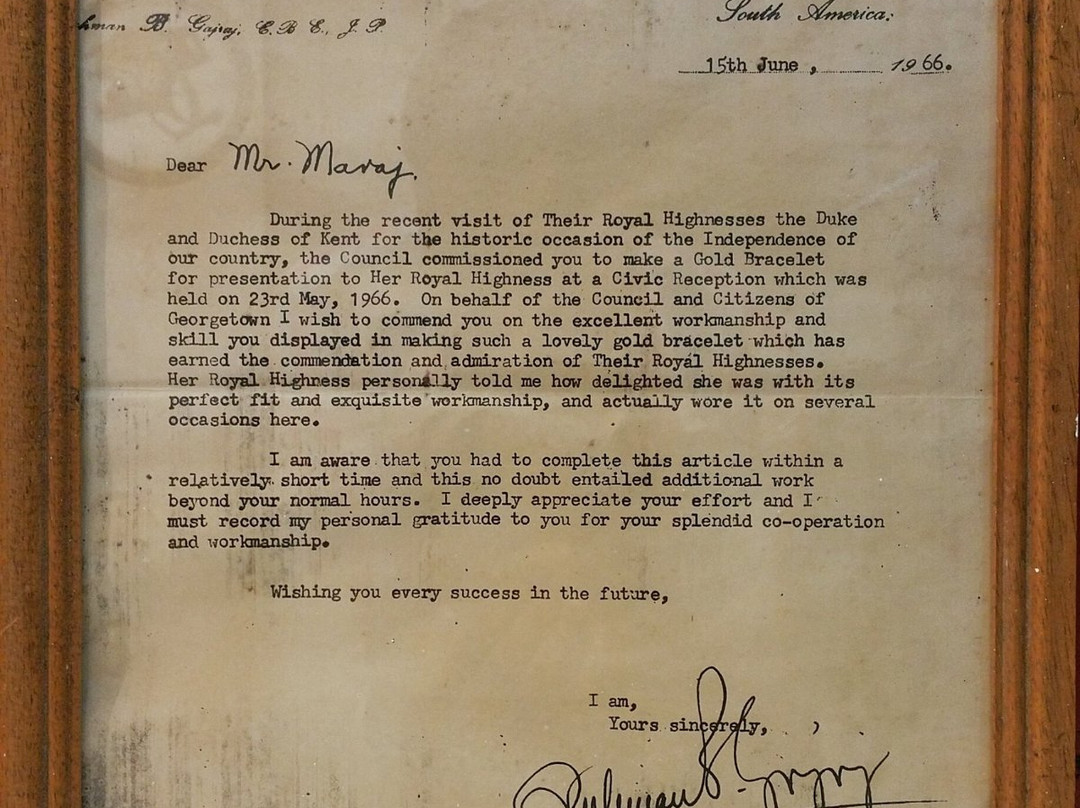 South America.
hman B. Gajraj, C.B E., J. P.
15th June , 1966.
Dear Mr. Maraj.
During the recent visit of Their Royal Highnesses the Duke
and Duchess of Kent for the historic occasion of the Independence of
our country, the Council commissioned you to make a Gold Bracelet
for presentation to Her Royal Highness at a Civic Reception which was
held on 23rd May, 1966. On behalf of the Council and Citizens of
Georgetown I wish to commend you on the excellent workmanship and
skill you displayed in making such a lovely gold bracelet which has
earned the commendation and admiration of Their Royal Highnesses.
Her Royal Highness personally told me how delighted she was with its
perfect fit and exquisite workmanship, and actually wore it on several
occasions here.
I am aware that you had to complete this article within a
relatively short time and this no doubt entailed additional work
beyond your normal hours. I deeply appreciate your effort and I
must record my personal gratitude to you for your splendid co-operation
and workmanship.
Wishing you every success in the future,
I am,
Yours sincerely,